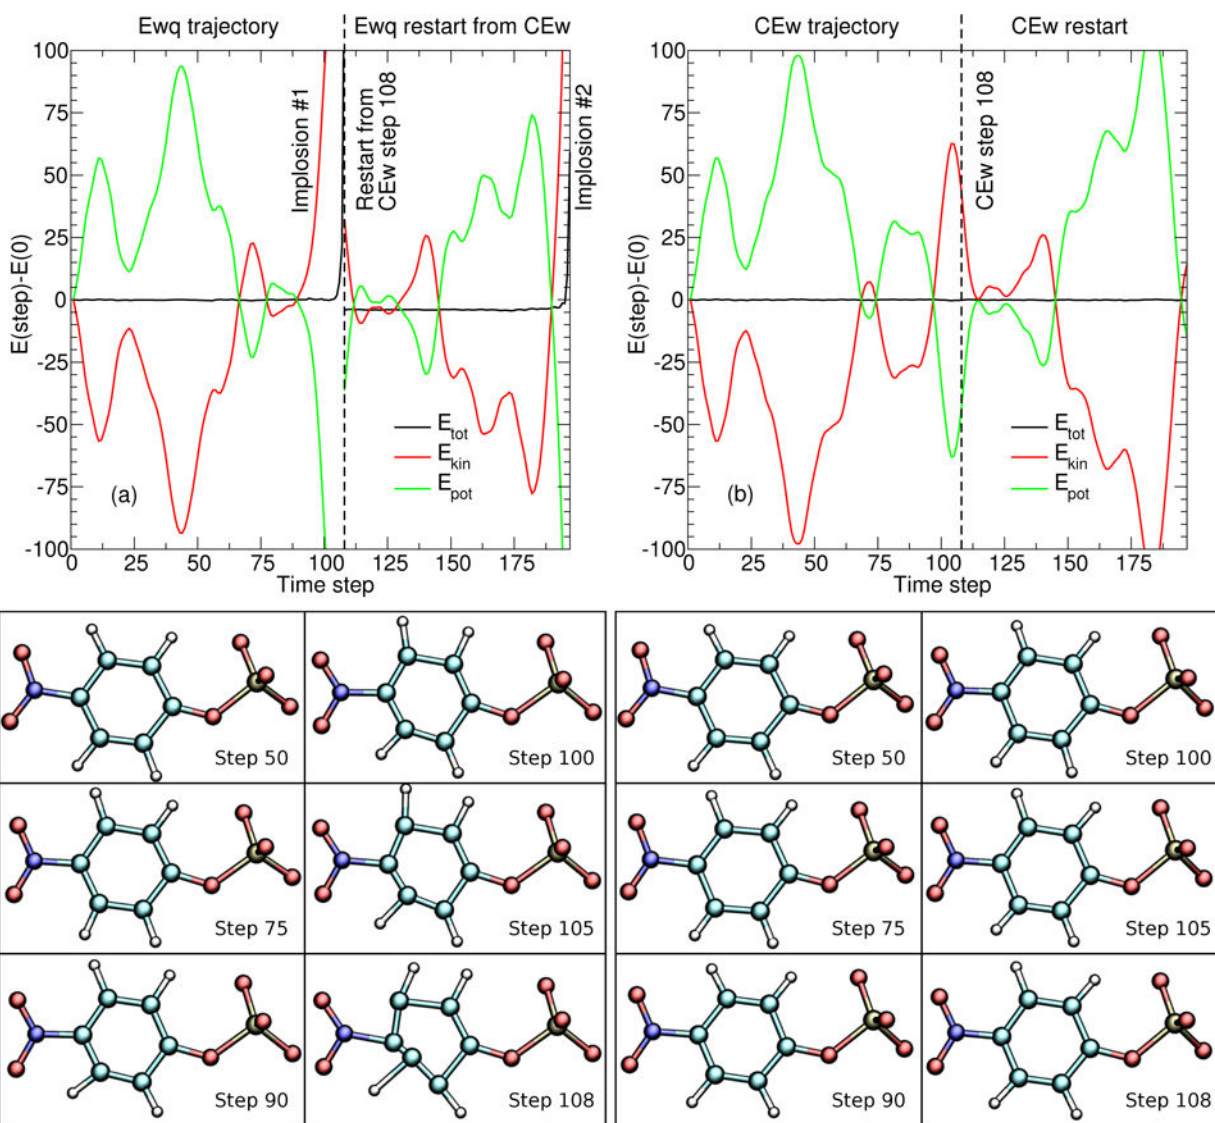 Ewq trajectory
Ewq restart from CEw
CEw trajectory
CEw restart
E(step)-E(0)
100
75
50
25
0
-25
-50
-75
-100
Implosion #1
Restart from
CEw step 108
Implosion #2
E_tot
E_kin
E_pot
(a)
0
25
50
75
100
125
150
175
Time step
E(step)-E(0)
100
75
50
25
0
-25
-50
-75
-100
CEw step 108
E_tot
E_kin
E_pot
(b)
0
25
50
75
100
125
150
175
Time step
Step 50
Step 100
Step 50
Step 100
Step 75
Step 105
Step 75
Step 105
Step 90
Step 108
Step 90
Step 108